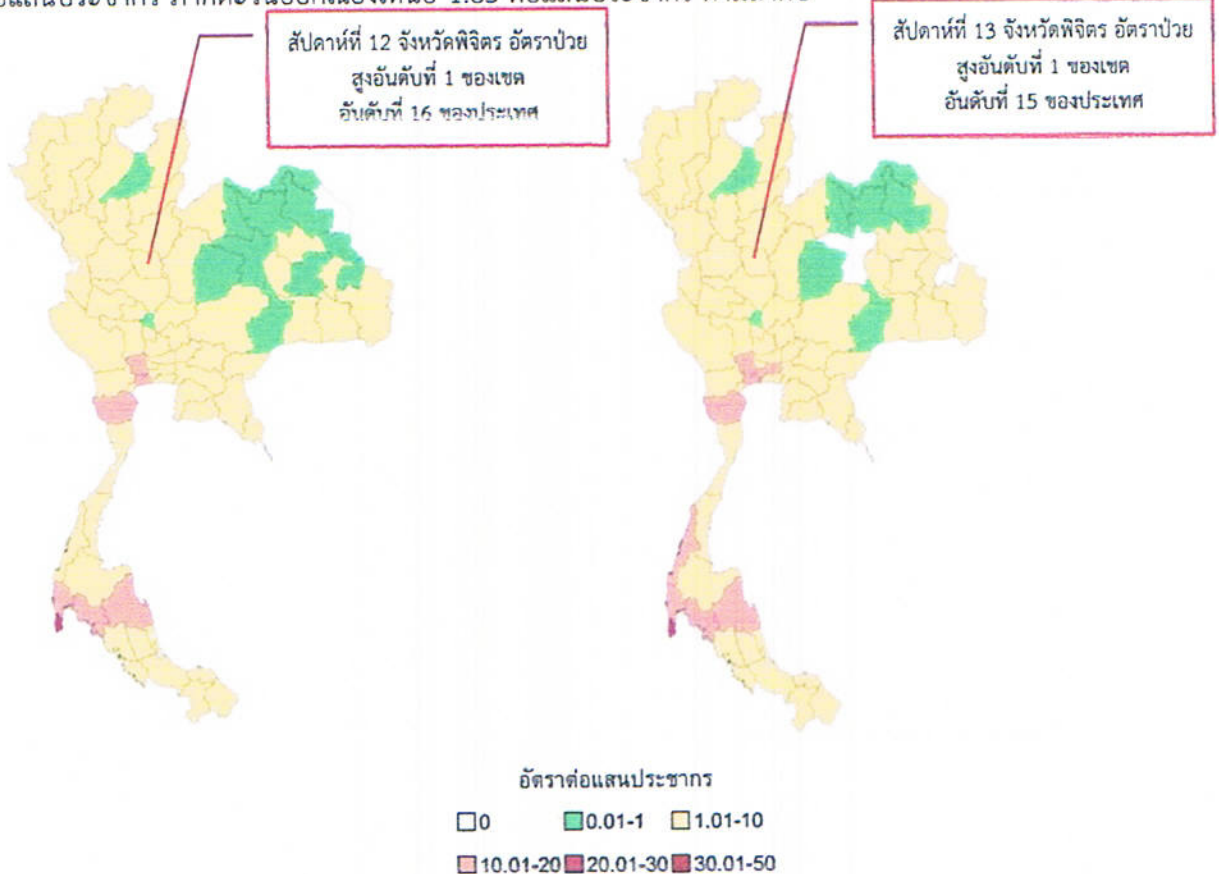 สัปดาห์ที่ 12 จังหวัดพิจิตร อัตราป่วย
สูงอันดับที่ 1 ของเขต
อันดับที่ 16 ของประเทศ
สัปดาห์ที่ 13 จังหวัดพิจิตร อัตราป่วย
สูงอันดับที่ 1 ของเขต
อันดับที่ 15 ของประเทศ
อัตราต่อแสนประชากร
0 0.01-1 1.01-10
10.01-20 20.01-30 30.01-50